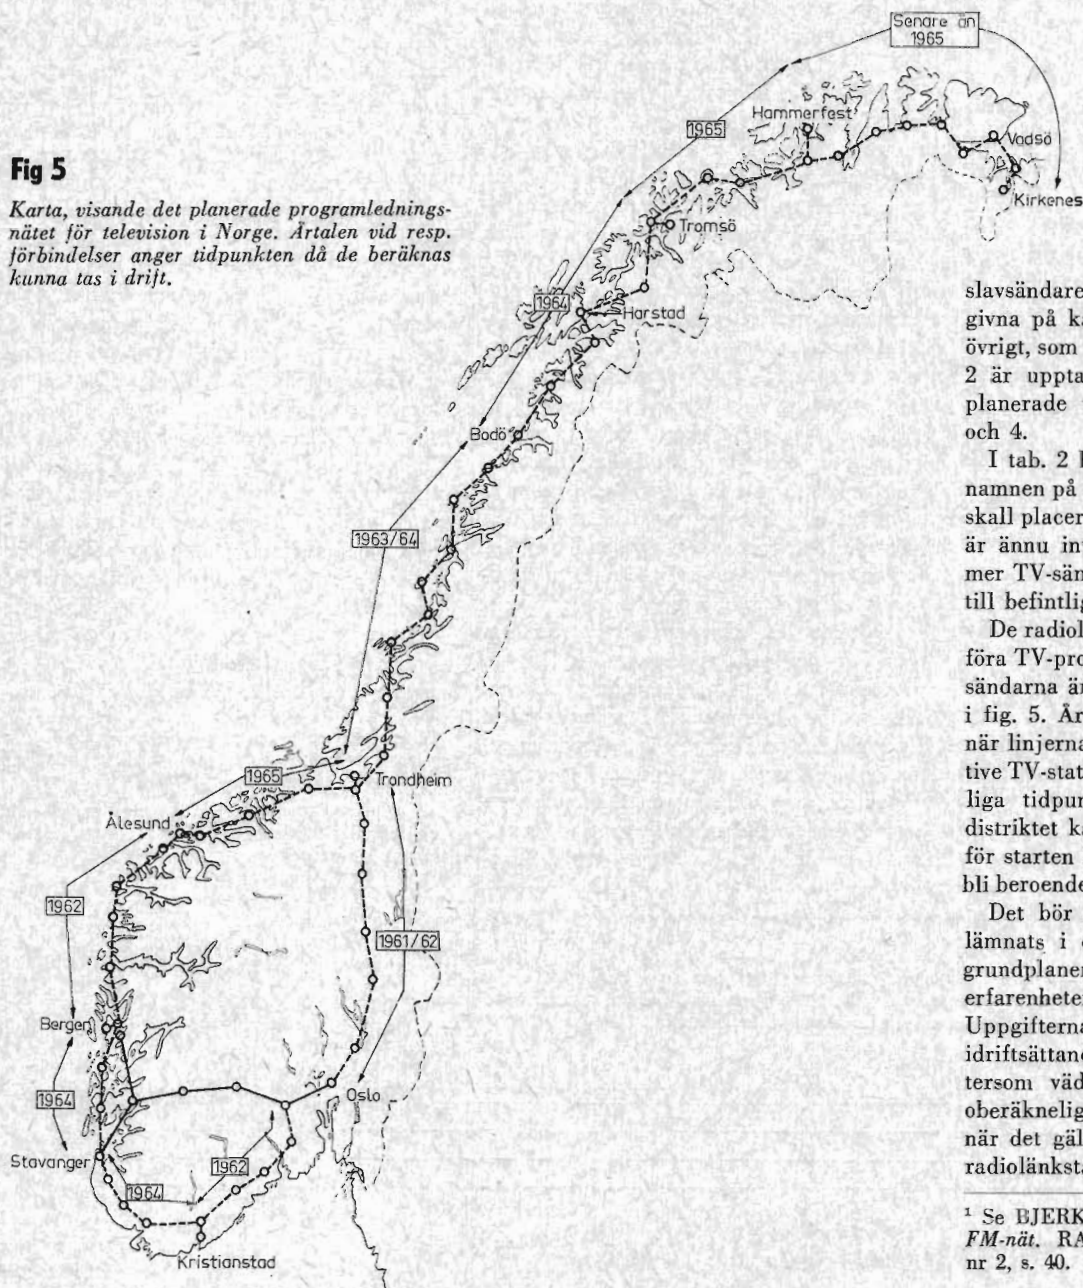 Fig 5
Karta, visande det planerade programlednings-
nätet för television i Norge. Årtalen vid resp.
förbindelser anger tidpunkten då de beräknas
kunna tas i drift.
Senare än
1965
1965
Hammerfest
Vadsö
Kirkenes
Tromsö
1964
Harstad
Bodö
1963/64
1965
Trondheim
Ålesund
1962
1961/62
Bergen
1964
Oslo
Stavanger
1962
1964
Kristianstad
slavsändare
givna på ka
övrigt, som
2 är uppta
planerade
och 4.
I tab. 2 h
namnen på
skall placer
är ännu in
mer TV-sän
till befintlig
De radiol
föra TV-pro
sändarna är
i fig. 5. År
när linjerna
tive TV-stat
liga tidpun
distriktet ka
för starten
bli beroende
Det bör
lämnats i
grundplaner
erfarenhete
Uppgifterna
idriftsättand
tersom väd
oberäknelig
när det gäl
radiolänksta
¹ Se BJERK
FM-nät. RA
nr 2, s. 40.